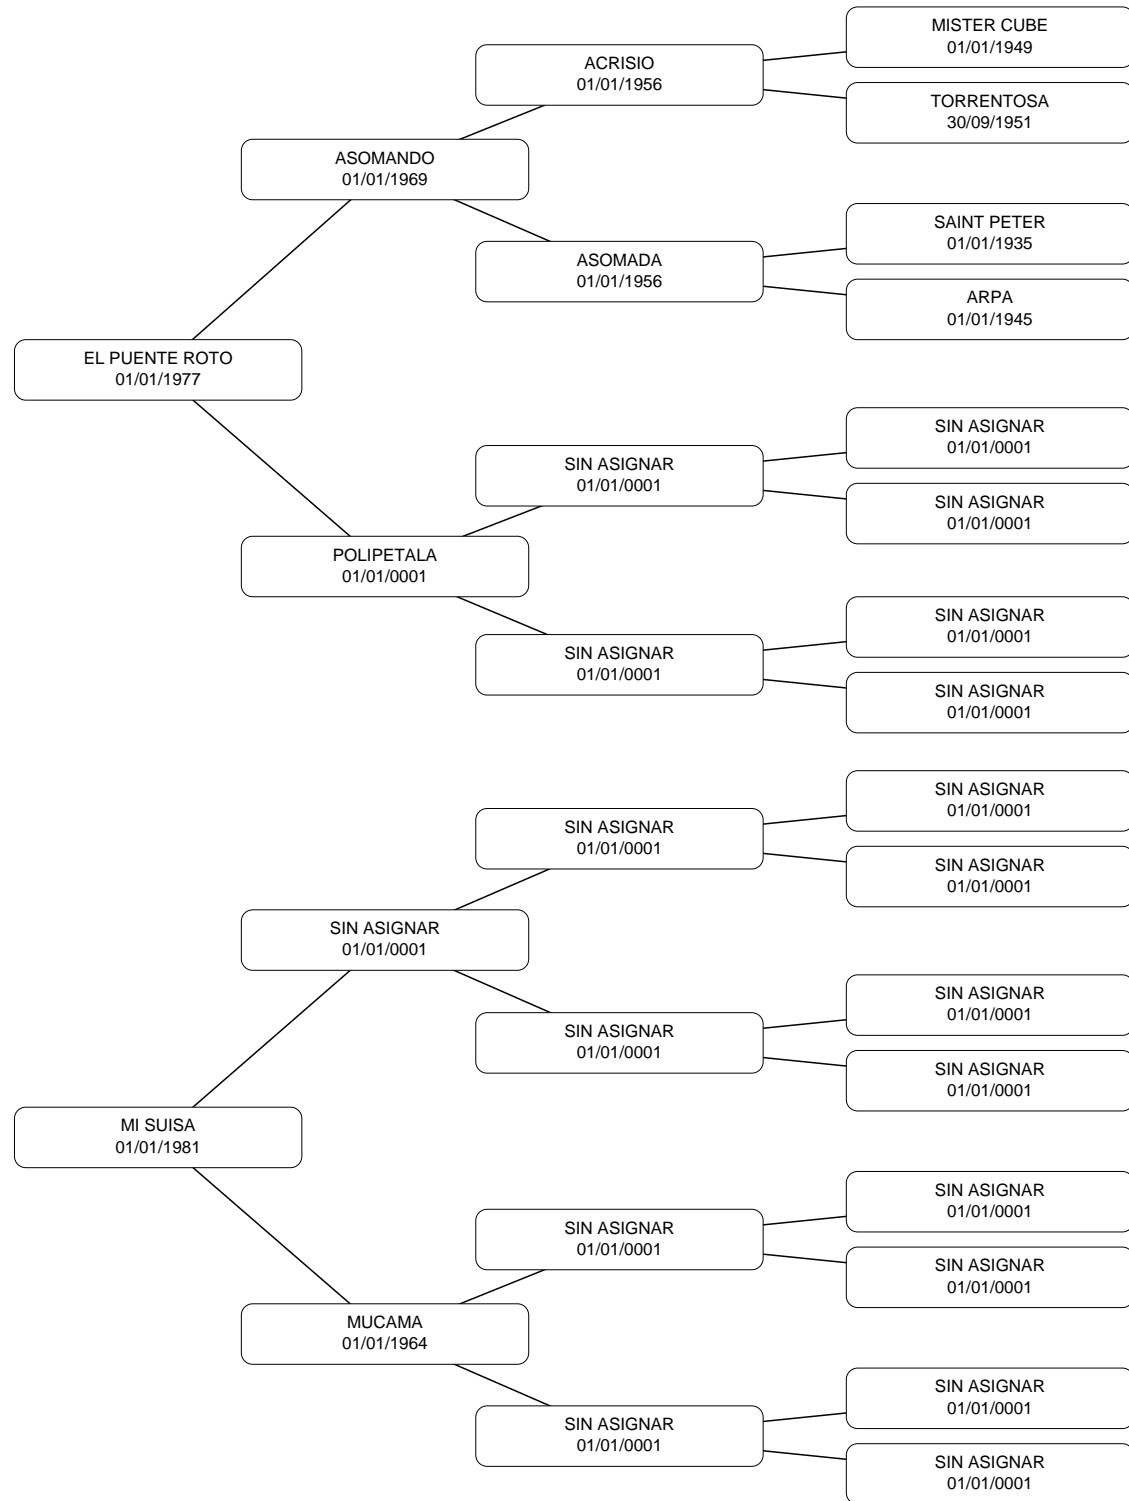 MISTER CUBE
01/01/1949
ACRISIO
01/01/1956
TORRENTOSA
30/09/1951
ASOMANDO
01/01/1969
SAINT PETER
01/01/1935
ASOMADA
01/01/1956
ARPA
01/01/1945
EL PUENTE ROTO
01/01/1977
SIN ASIGNAR
01/01/0001
SIN ASIGNAR
01/01/0001
SIN ASIGNAR
01/01/0001
POLIPETALA
01/01/0001
SIN ASIGNAR
01/01/0001
SIN ASIGNAR
01/01/0001
SIN ASIGNAR
01/01/0001
SIN ASIGNAR
01/01/0001
SIN ASIGNAR
01/01/0001
SIN ASIGNAR
01/01/0001
SIN ASIGNAR
01/01/0001
SIN ASIGNAR
01/01/0001
SIN ASIGNAR
01/01/0001
SIN ASIGNAR
01/01/0001
MI SUISA
01/01/1981
SIN ASIGNAR
01/01/0001
SIN ASIGNAR
01/01/0001
SIN ASIGNAR
01/01/0001
MUCAMA
01/01/1964
SIN ASIGNAR
01/01/0001
SIN ASIGNAR
01/01/0001
SIN ASIGNAR
01/01/0001